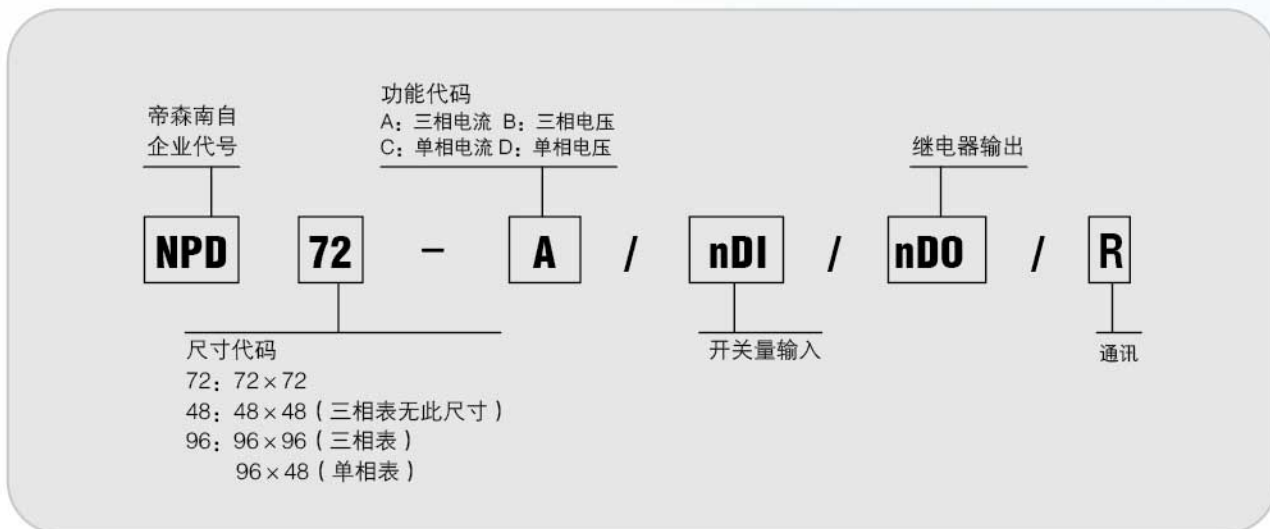 帝森南自
企业代号
功能代码
A：三相电流 B：三相电压
C：单相电流 D：单相电压
继电器输出
NPD 72 - A / nDI / nDO / R
尺寸代码
72：72×72
48：48×48（三相表无此尺寸）
96：96×96（三相表）
96×48（单相表）
开关量输入
通讯